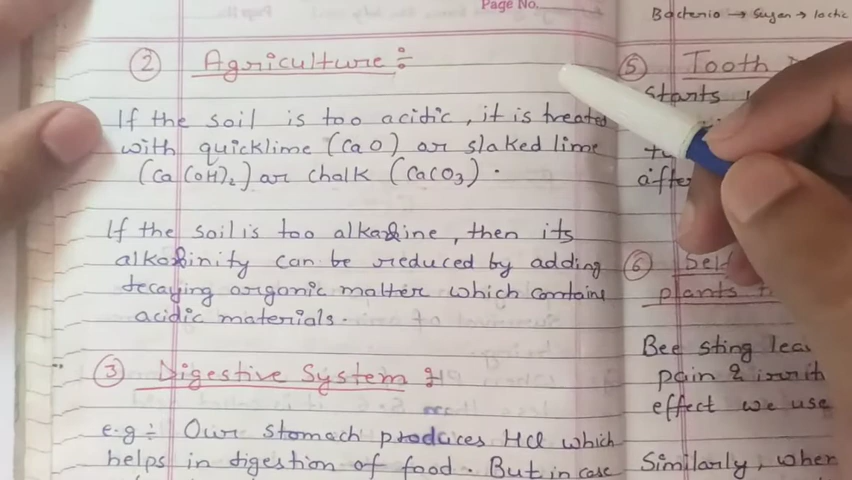 Page No.
② Agriculture :-
If the soil is too acidic, it is treated
with quicklime (CaO) or slaked lime
(Ca(OH)₂) or chalk (CaCO₃).
If the soil is too alkaline, then its
alkalinity can be reduced by adding
decaying organic matter which contains
acidic materials.
③ Digestive System :-
e.g :- Our stomach produces HCl which
helps in digestion of food. But in case
Bacteria → Sugar → lactic
⑤ Tooth
Starts
after
⑥ Self
plants
Bee sting lea
pain & irrit
effect we use
Similarly, when